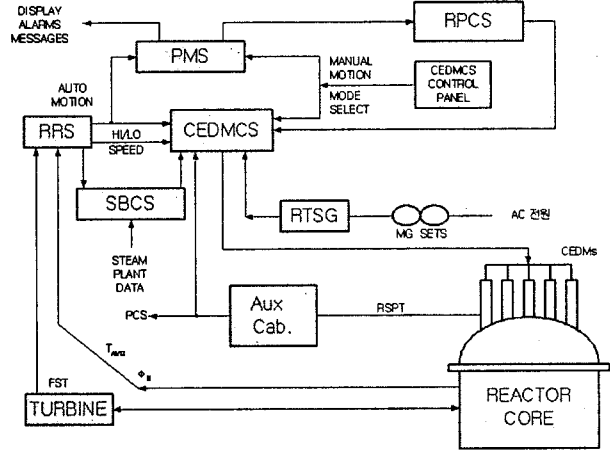 DISPLAY
ALARMS
MESSAGES
PMS
RPCS
AUTO
MOTION
MANUAL
MOTION
MODE
SELECT
CEDMCS
CONTROL
PANEL
RRS
HI/LO
SPEED
CEDMCS
SBCS
STEAM
PLANT
DATA
RTSG
MG SETS
AC 전원
CEDMs
PCS
Aux
Cab.
RSPT
TAVG
FST
TURBINE
REACTOR
CORE